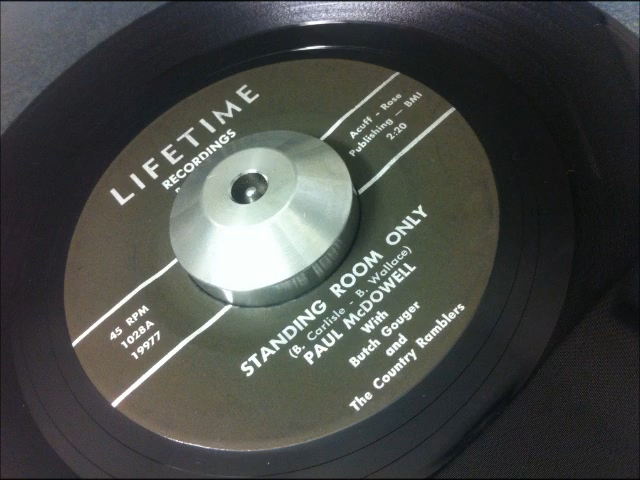 LIFETIME
RECORDINGS
Acuff - Rose
Publishing — BMI
2:20
45 RPM
1028A
19977
STANDING ROOM ONLY
(B. Carlisle - B. Wallace)
PAUL McDOWELL
With
Butch Gouger
and
The Country Ramblers